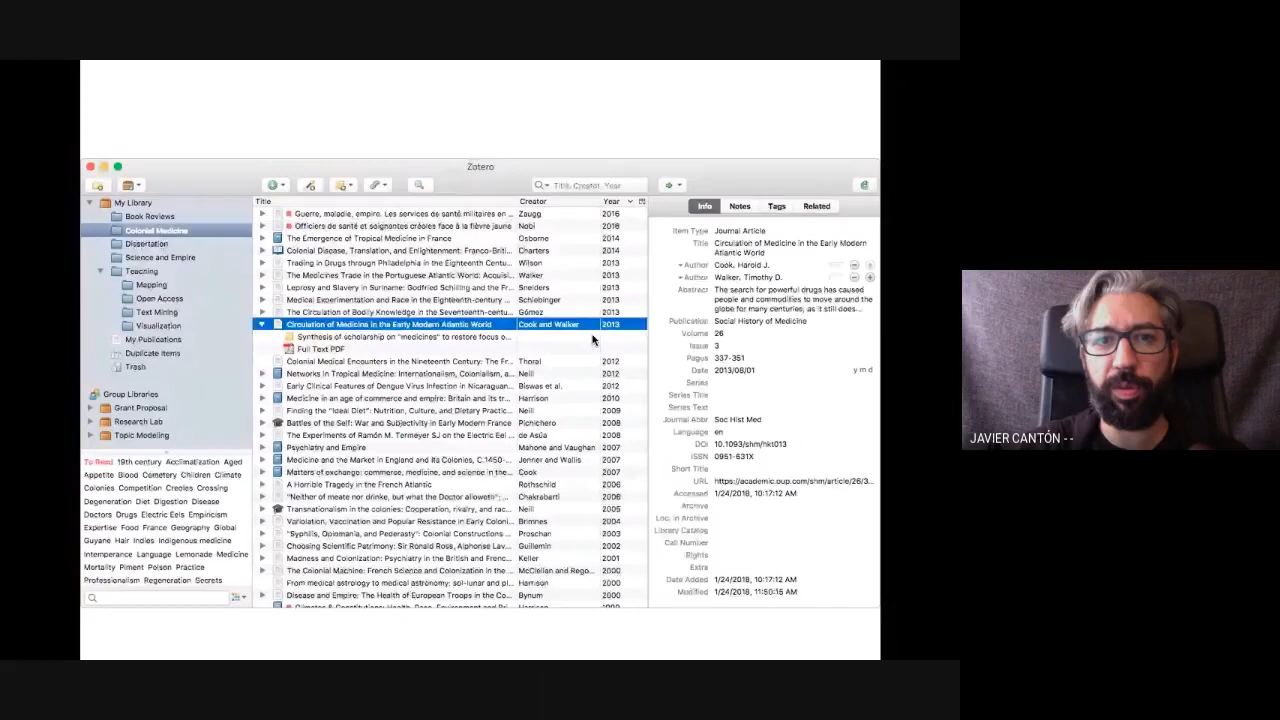 Zotero
Title, Creator, Year
My Library
Book Reviews
Colonial Medicine
Dissertation
Science and Empire
Teaching
Mapping
Open Access
Text Mining
Visualization
My Publications
Duplicate Items
Trash
Group Libraries
Grant Proposal
Research Lab
Topic Modeling
To Read 19th century Acclimatization Aged
Appetite Blood Cemetery Children Climate
Colonies Competition Creoles Crossing
Degeneration Diet Digestion Disease
Doctors Drugs Electric Eels Empiricism
Expertise Food France Geography Global
Guyane Hair Indies Indigenous medicine
Intemperance Language Lemonade Medicine
Mortality Piment Poison Practice
Professionalism Regeneration Secrets
Title Creator Year
Guerre, maladie, empire. Les services de santé militaires en ... Zaugg 2016
Officiers de santé et soignantes créoles face à la fièvre jaune Nobi 2016
The Emergence of Tropical Medicine in France Osborne 2014
Colonial Disease, Translation, and Enlightenment: Franco-Briti... Charters 2014
Trading in Drugs through Philadelphia in the Eighteenth Centu... Wilson 2013
The Medicines Trade in the Portuguese Atlantic World: Acquisi... Walker 2013
Leprosy and Slavery in Suriname: Godfried Schilling and the Fr... Snelders 2013
Medical Experimentation and Race in the Eighteenth-century ... Schiebinger 2013
The Circulation of Bodily Knowledge in the Seventeenth-centu... Gómez 2013
Circulation of Medicine in the Early Modern Atlantic World Cook and Walker 2013
Synthesis of scholarship on "medicines" to restore focus o...
Full Text PDF
Colonial Medical Encounters in the Nineteenth Century: The Fr... Thoral 2012
Networks in Tropical Medicine: Internationalism, Colonialism, a... Neill 2012
Early Clinical Features of Dengue Virus Infection in Nicaraguan... Biswas et al. 2012
Medicine in an age of commerce and empire: Britain and its tr... Harrison 2010
Finding the "Ideal Diet": Nutrition, Culture, and Dietary Practic... Neill 2009
Battles of the Self: War and Subjectivity in Early Modern France Pichichero 2008
The Experiments of Ramón M. Termeyer SJ on the Electric Eel ... de Asúa 2008
Psychiatry and Empire Mahone and Vaughan 2007
Medicine and the Market in England and its Colonies, C.1450-... Jenner and Wallis 2007
Matters of exchange: commerce, medicine, and science in the... Cook 2007
A Horrible Tragedy in the French Atlantic Rothschild 2006
"Neither of meate nor drinke, but what the Doctor alloweth":... Chakrabarti 2006
Transnationalism in the colonies: Cooperation, rivalry, and rac... Neill 2005
Variolation, Vaccination and Popular Resistance in Early Coloni... Brimnes 2004
"Syphilis, Opiomania, and Pederasty": Colonial Constructions ... Proschan 2003
Choosing Scientific Patrimony: Sir Ronald Ross, Alphonse Lav... Guillemin 2002
Madness and Colonization: Psychiatry in the British and Frenc... Keller 2001
The Colonial Machine: French Science and Colonization in the ... McClellan and Rego... 2000
From medical astrology to medical astronomy: sol-lunar and pl... Harrison 2000
Disease and Empire: The Health of European Troops in the Co... Bynum 2000
Climates & Constitutions: Health, Race, Environment and Bri... Harrison 1999
Info Notes Tags Related
Item Type Journal Article
Title Circulation of Medicine in the Early Modern
Atlantic World
Author Cook, Harold J.
Author Walker, Timothy D.
Abstract The search for powerful drugs has caused
people and commodities to move around the
globe for many centuries, as it still does...
Publication Social History of Medicine
Volume 26
Issue 3
Pages 337-351
Date 2013/08/01 y m d
Series
Series Title
Series Text
Journal Abbr Soc Hist Med
Language en
DOI 10.1093/shm/hkt013
ISSN 0951-631X
Short Title
URL https://academic.oup.com/shm/article/26/3...
Accessed 1/24/2018, 10:17:12 AM
Archive
Loc. in Archive
Library Catalog
Call Number
Rights
Extra
Date Added 1/24/2018, 10:17:12 AM
Modified 1/24/2018, 11:50:15 AM
JAVIER CANTÓN - -